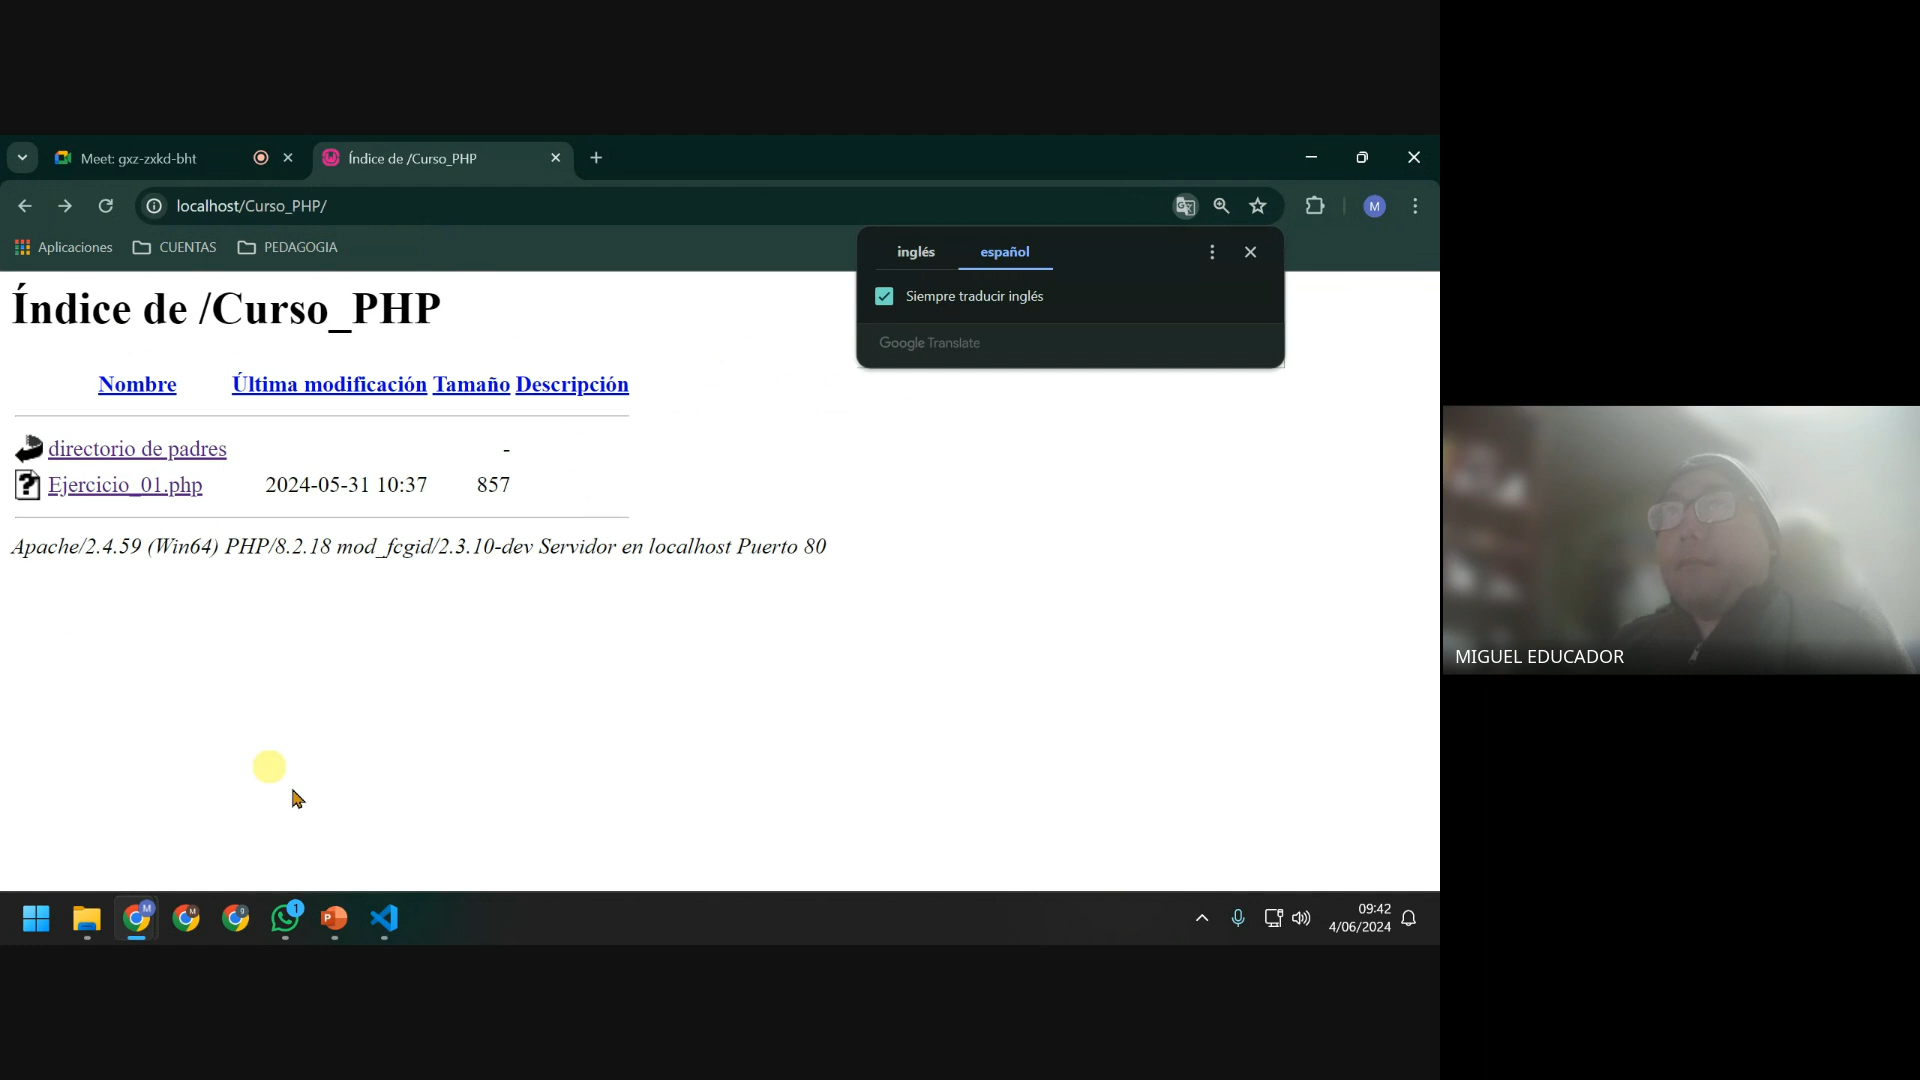 Meet: gxz-zxkd-bht
Índice de /Curso_PHP
localhost/Curso_PHP/
M
Aplicaciones
CUENTAS
PEDAGOGIA
inglés
español
Siempre traducir inglés
Google Translate
Índice de /Curso_PHP
Nombre Última modificación Tamaño Descripción
directorio de padres -
Ejercicio_01.php 2024-05-31 10:37 857
Apache/2.4.59 (Win64) PHP/8.2.18 mod_fcgid/2.3.10-dev Servidor en localhost Puerto 80
MIGUEL EDUCADOR
M
M
g
1
P
09:42
4/06/2024